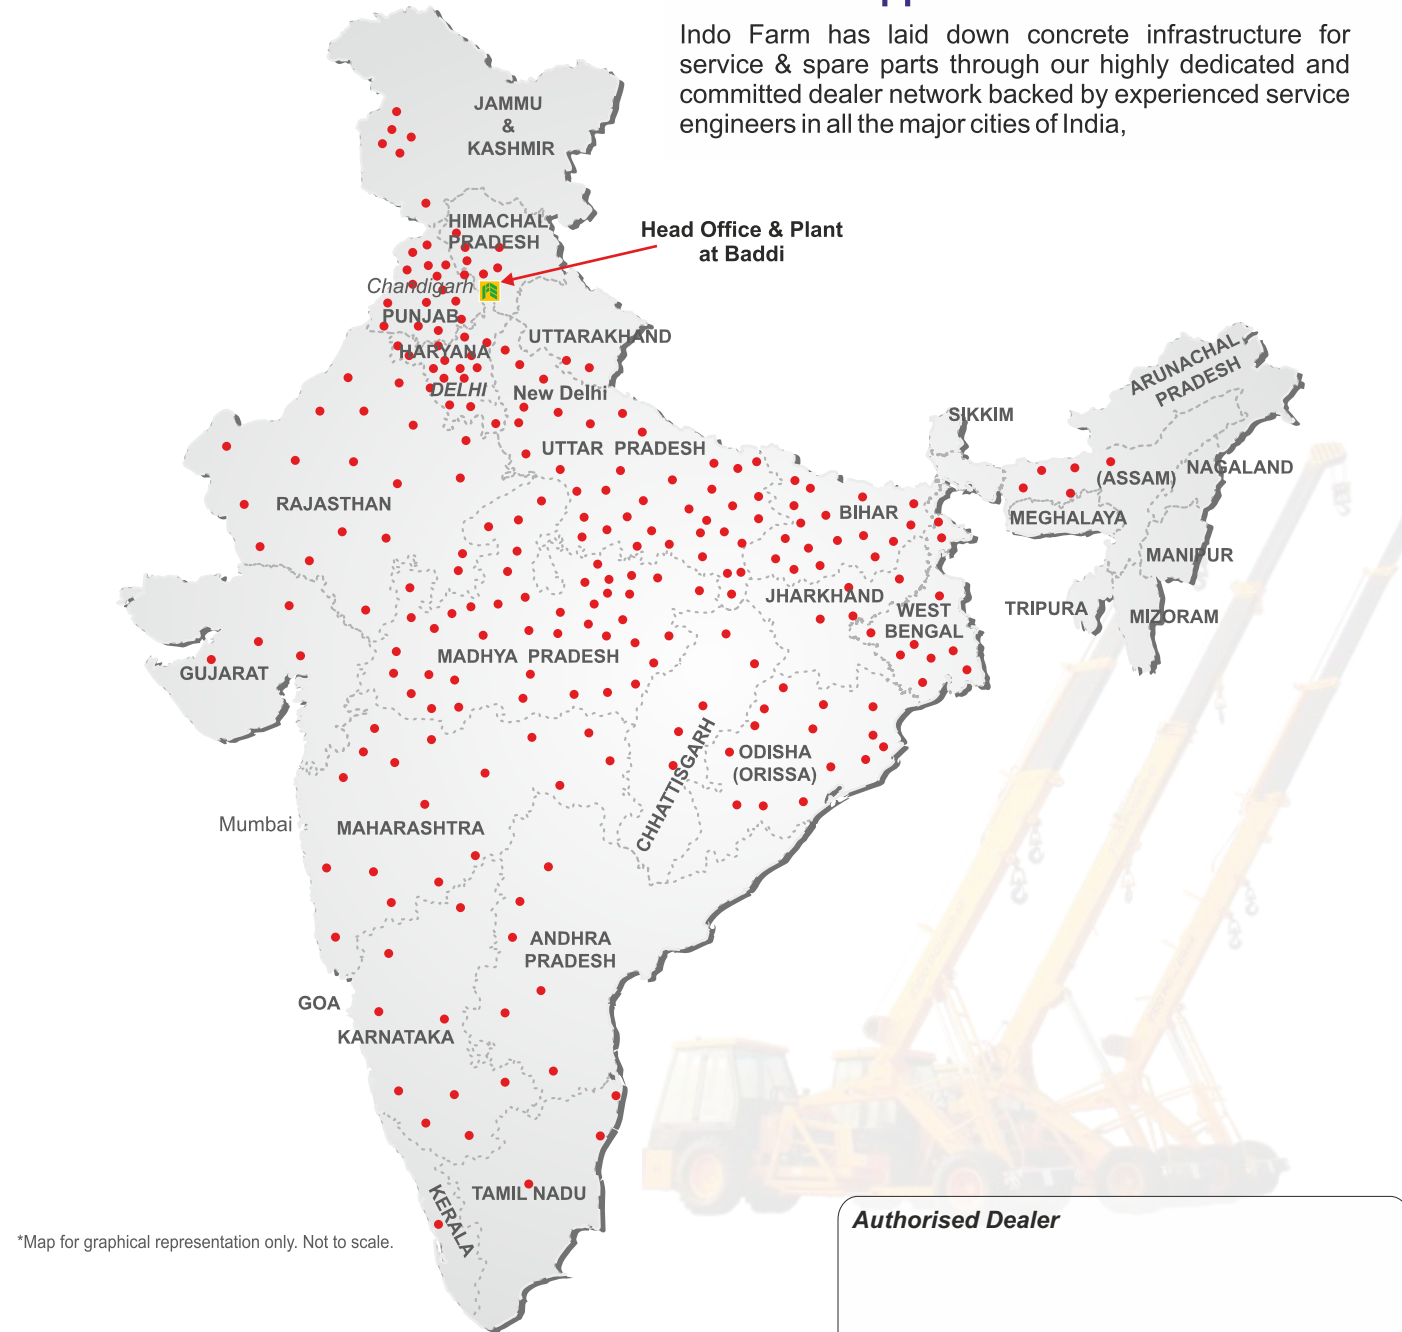 Indo Farm has laid down concrete infrastructure for
service & spare parts through our highly dedicated and
committed dealer network backed by experienced service
engineers in all the major cities of India,
JAMMU
&
KASHMIR
HIMACHAL
PRADESH
Head Office & Plant
at Baddi
Chandigarh
PUNJAB
UTTARAKHAND
HARYANA
DELHI
New Delhi
ARUNACHAL
PRADESH
SIKKIM
UTTAR PRADESH
(ASSAM)
NAGALAND
RAJASTHAN
BIHAR
MEGHALAYA
MANIPUR
JHARKHAND
WEST
BENGAL
TRIPURA
MIZORAM
MADHYA PRADESH
GUJARAT
CHHATTISGARH
ODISHA
(ORISSA)
Mumbai
MAHARASHTRA
ANDHRA
PRADESH
GOA
KARNATAKA
TAMIL NADU
KERALA
*Map for graphical representation only. Not to scale.
Authorised Dealer